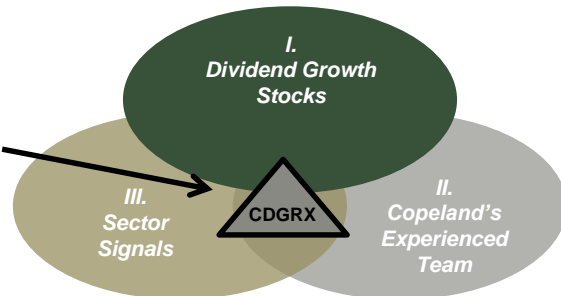 I.
Dividend Growth
Stocks
CDGRX
III.
Sector
Signals
II.
Copeland's
Experienced
Team